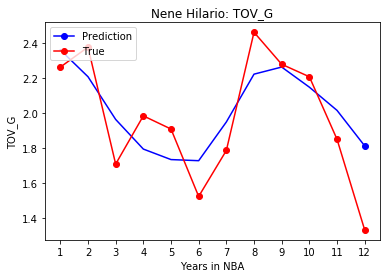 Nene Hilario: TOV_G
Prediction
True
TOV_G
2.4
2.2
2.0
1.8
1.6
1.4
1 2 3 4 5 6 7 8 9 10 11 12
Years in NBA